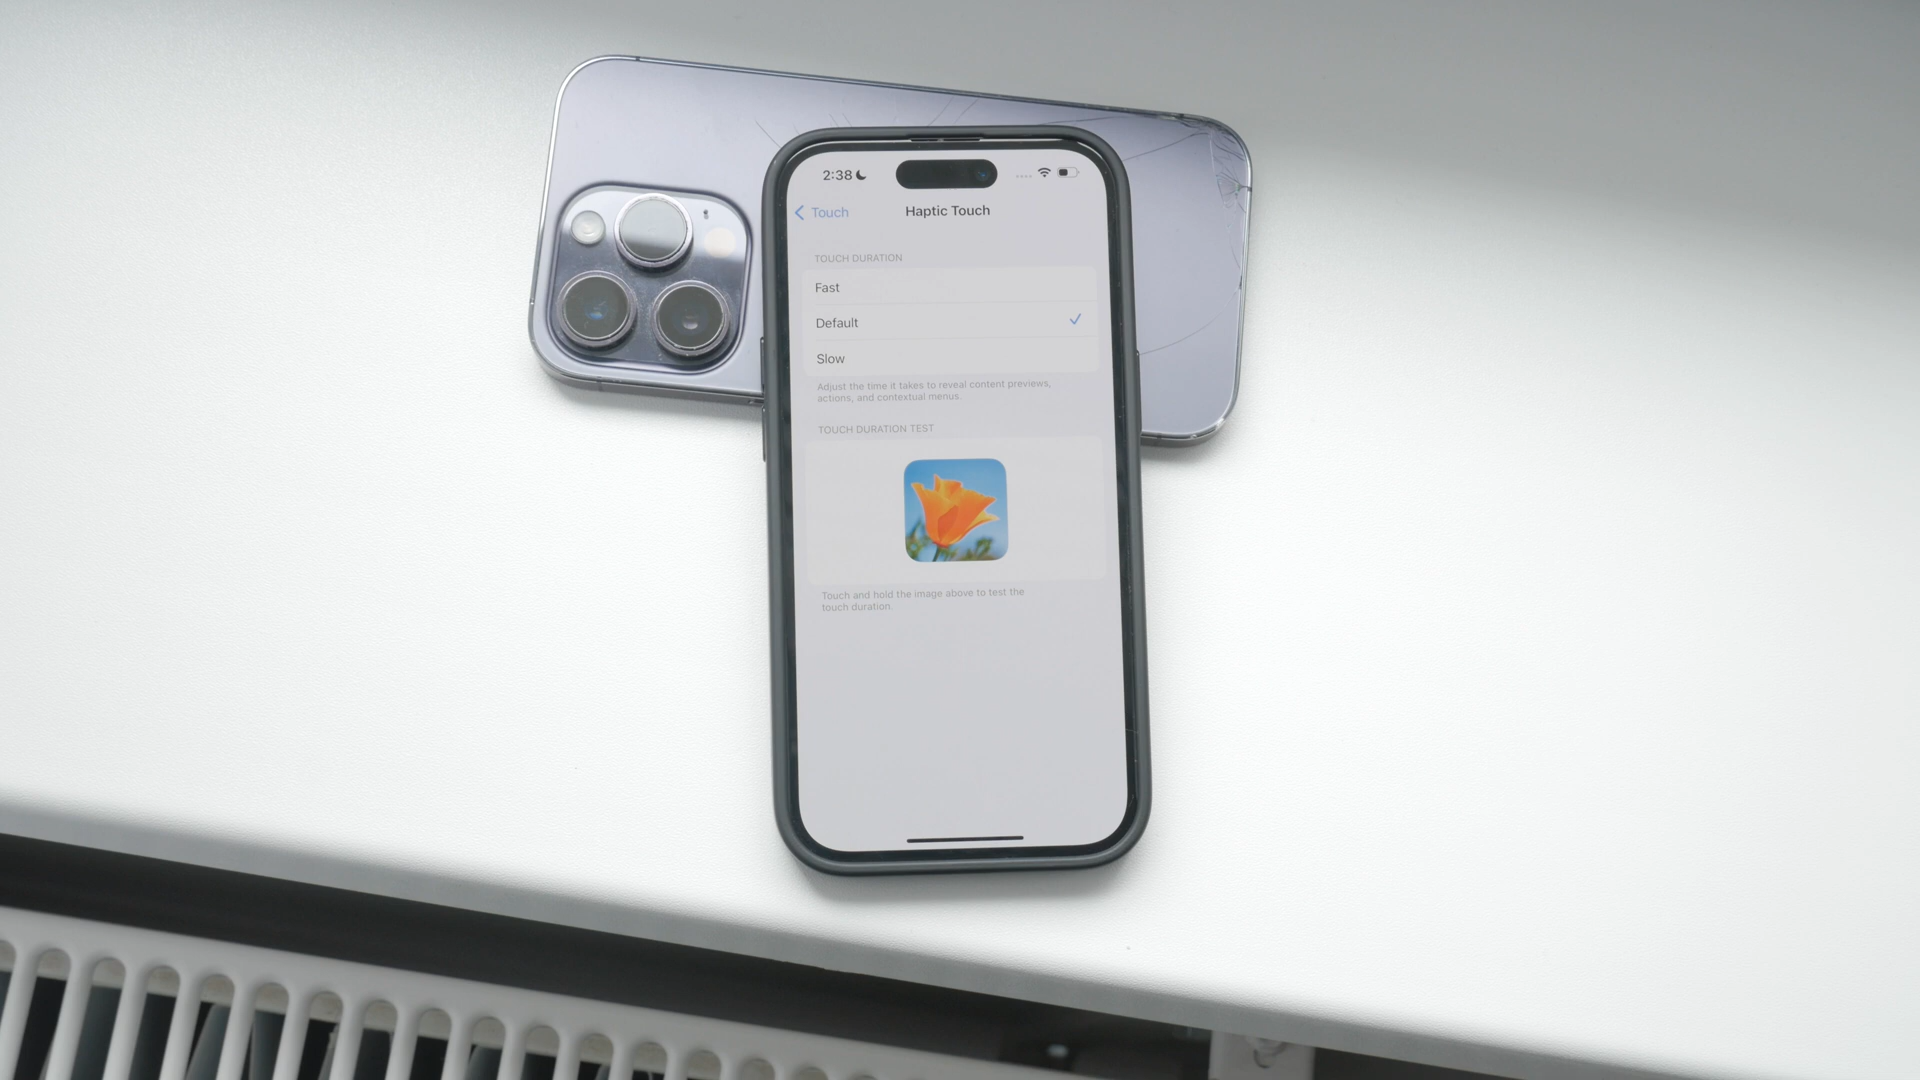 2:38
Touch
Haptic Touch
TOUCH DURATION
Fast
Default
Slow
Adjust the time it takes to reveal content previews,
actions, and contextual menus.
TOUCH DURATION TEST
Touch and hold the image above to test the
touch duration.